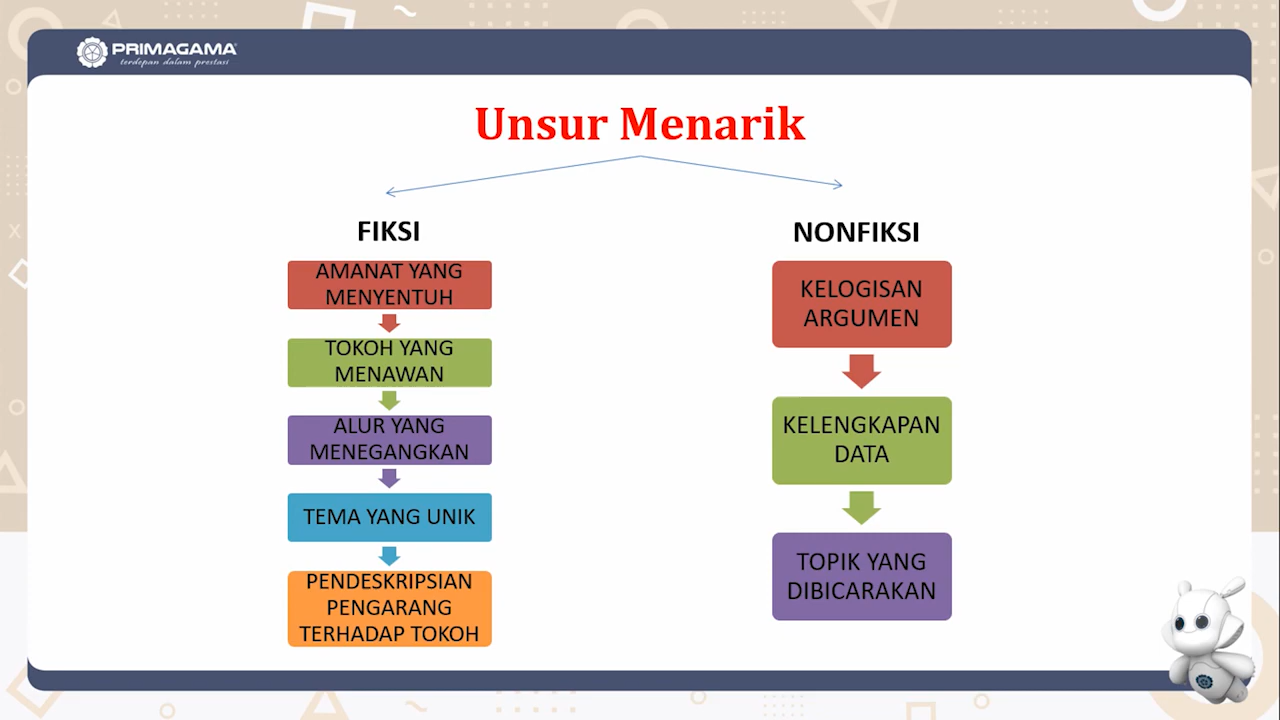 PRIMAGAMA
terdepan dalam prestasi
Unsur Menarik
FIKSI
AMANAT YANG
MENYENTUH
TOKOH YANG
MENAWAN
ALUR YANG
MENEGANGKAN
TEMA YANG UNIK
PENDESKRIPSIAN
PENGARANG
TERHADAP TOKOH
NONFIKSI
KELOGISAN
ARGUMEN
KELENGKAPAN
DATA
TOPIK YANG
DIBICARAKAN